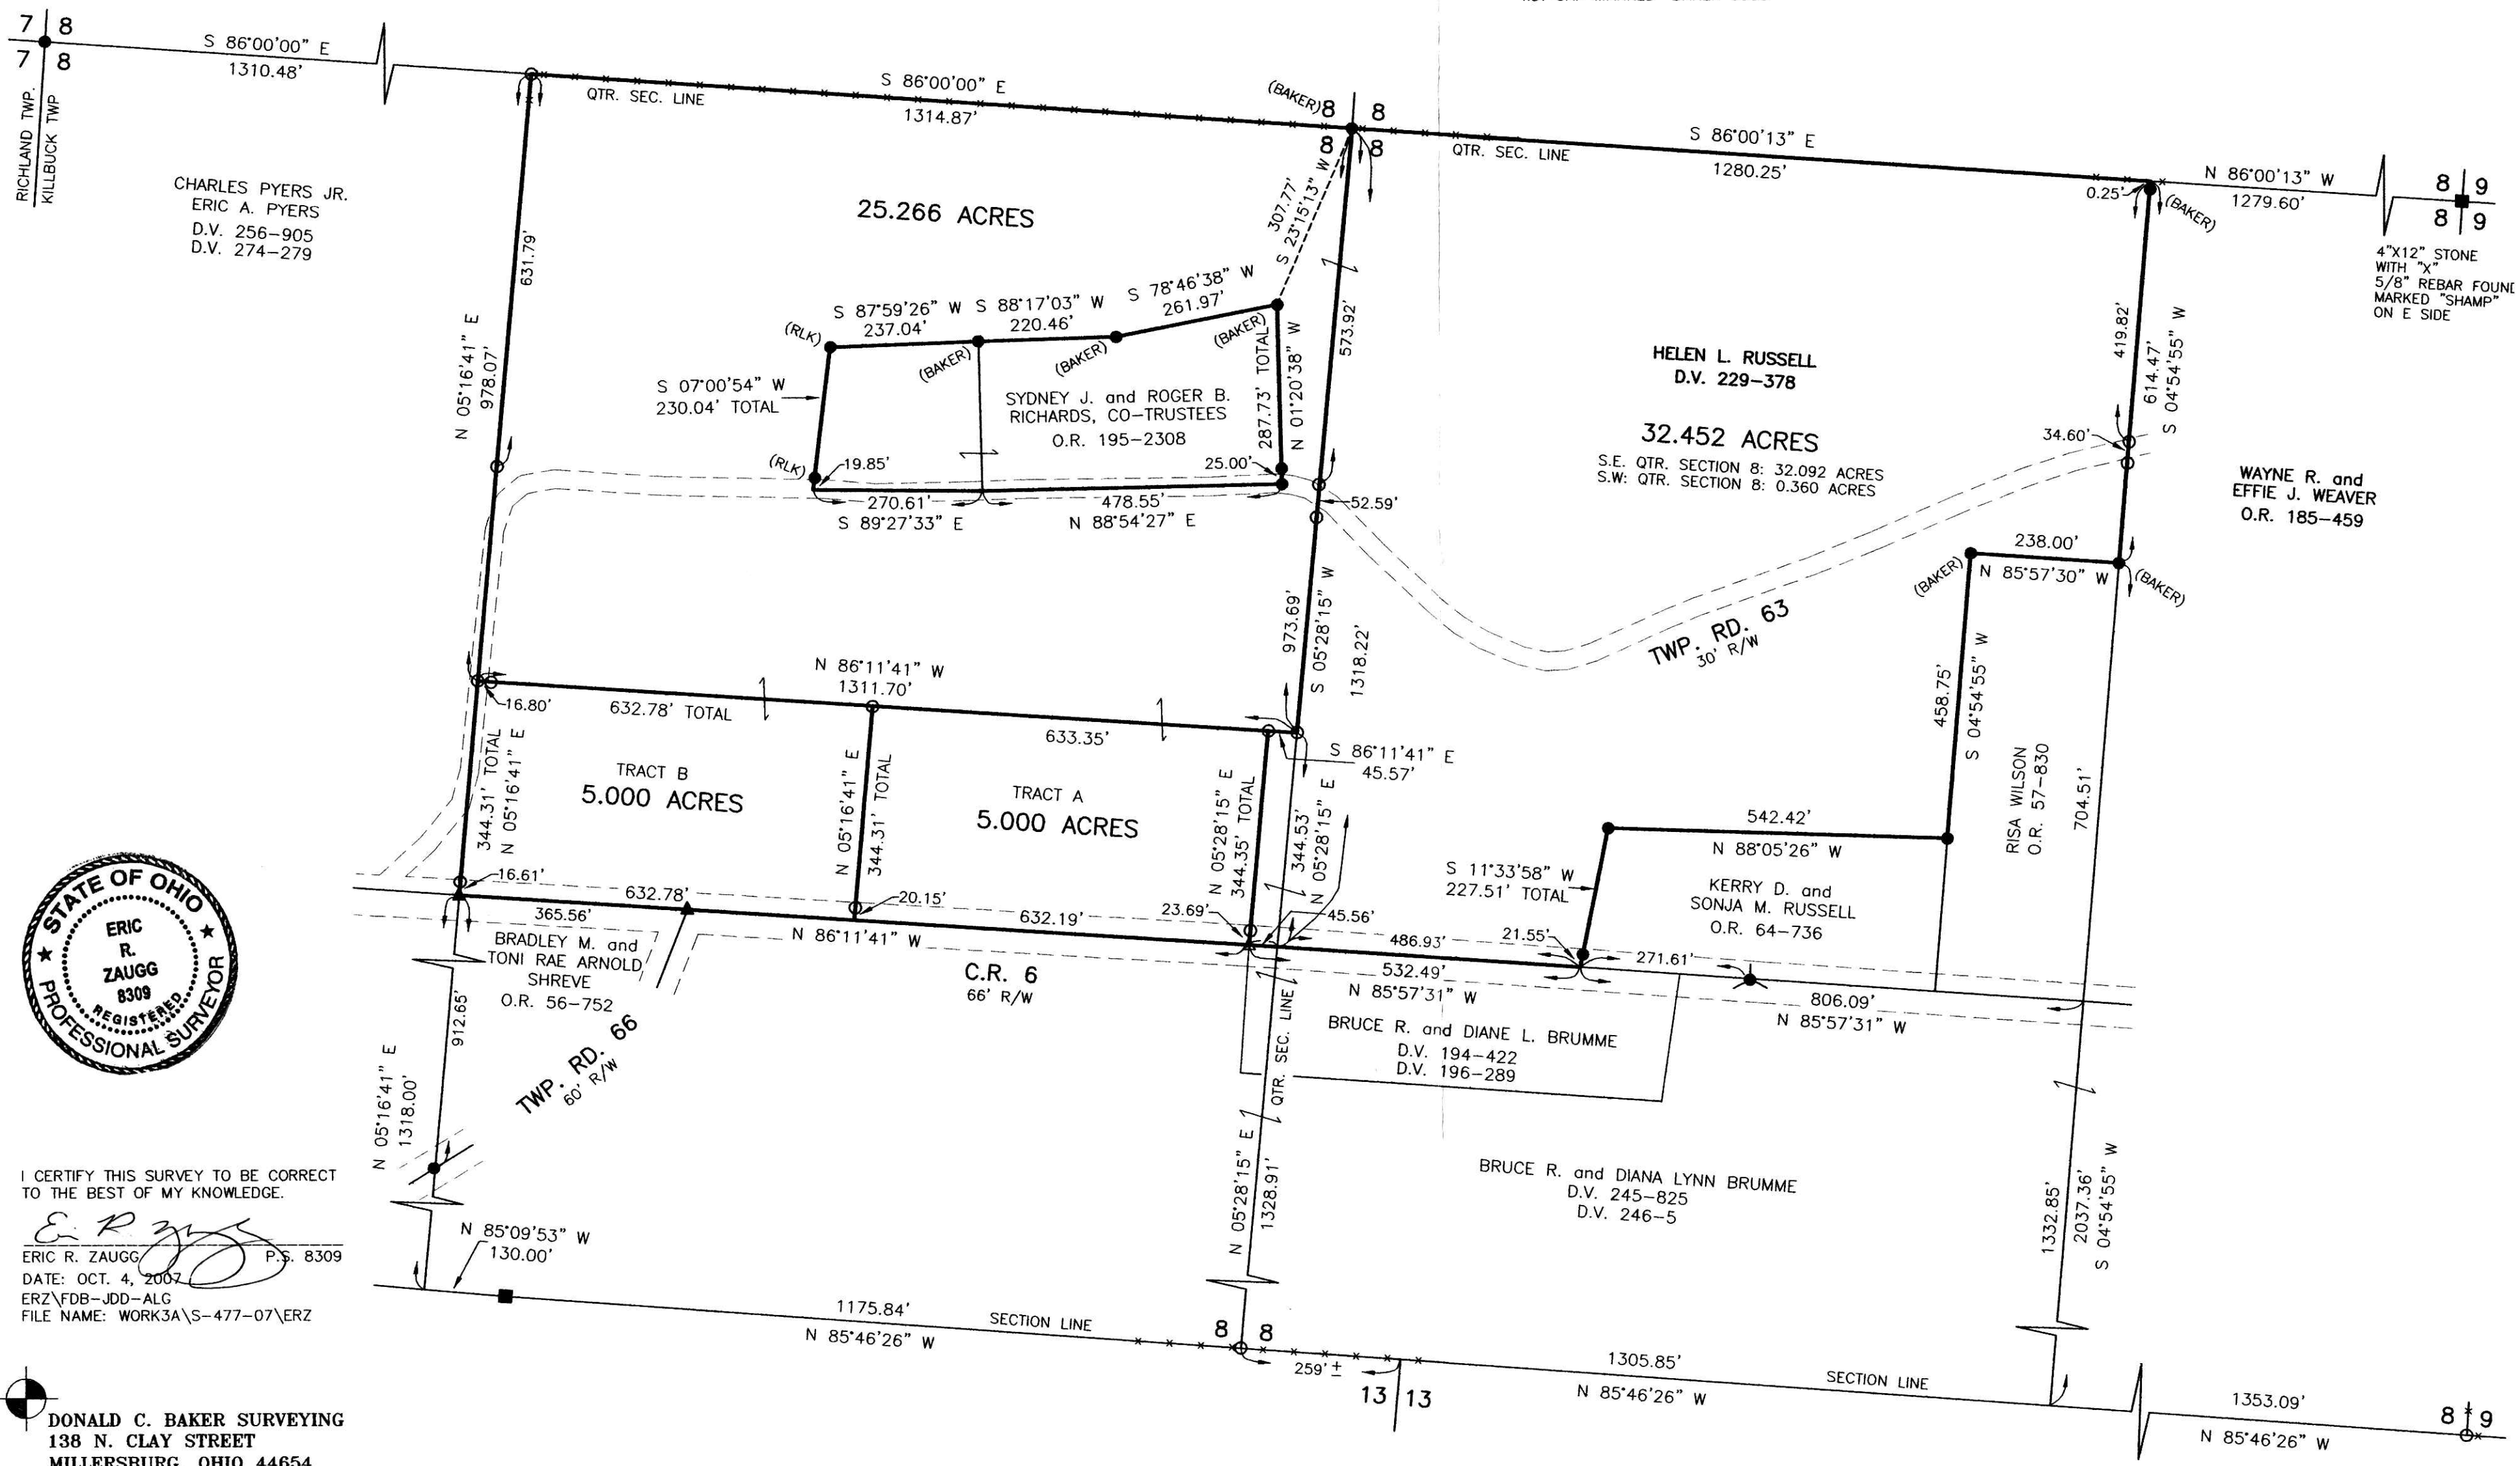 7 8
7 8
RICHLAND TWP.
KILLBUCK TWP
S 86°00'00" E
1310.48'
S 86°00'00" E
1314.87'
QTR. SEC. LINE
(BAKER)
8 8
8 8
QTR. SEC. LINE
S 86°00'13" E
1280.25'
0.25'
(BAKER)
N 86°00'13" W
1279.60'
8 9
8 9
4"X12" STONE
WITH "X"
5/8" REBAR FOUND
MARKED "SHAMP"
ON E SIDE
CHARLES PYERS JR.
ERIC A. PYERS
D.V. 256-905
D.V. 274-279
631.79'
N 05°16'41" E
978.07'
25.266 ACRES
307.77'
S 23°15'13" W
573.92'
S 87°59'26" W
237.04'
S 88°17'03" W
220.46'
S 78°46'38" W
261.97'
(RLK)
(BAKER)
(BAKER)
(BAKER)
S 07°00'54" W
230.04' TOTAL
SYDNEY J. and ROGER B.
RICHARDS, CO-TRUSTEES
O.R. 195-2308
287.73' TOTAL
N 01°20'38" W
(RLK)
19.85'
25.00'
270.61'
S 89°27'33" E
478.55'
N 88°54'27" E
52.59'
HELEN L. RUSSELL
D.V. 229-378
32.452 ACRES
S.E. QTR. SECTION 8: 32.092 ACRES
S.W: QTR. SECTION 8: 0.360 ACRES
419.82'
614.47'
S 04°54'55" W
34.60'
WAYNE R. and
EFFIE J. WEAVER
O.R. 185-459
238.00'
N 85°57'30" W
(BAKER)
(BAKER)
TWP. RD. 63
30' R/W
973.69'
S 05°28'15" W
1318.22'
458.75'
S 04°54'55" W
RISA WILSON
O.R. 57-830
704.51'
N 86°11'41" W
1311.70'
16.80'
632.78' TOTAL
633.35'
S 86°11'41" E
45.57'
344.31' TOTAL
N 05°16'41" E
TRACT B
5.000 ACRES
N 05°16'41" E
344.31' TOTAL
TRACT A
5.000 ACRES
N 05°28'15" E
344.35' TOTAL
344.53'
N 05°28'15" E
542.42'
N 88°05'26" W
S 11°33'58" W
227.51' TOTAL
KERRY D. and
SONJA M. RUSSELL
O.R. 64-736
16.61'
632.78'
365.56'
20.15'
632.19'
N 86°11'41" W
23.69'
45.56'
486.93'
21.55'
271.61'
532.49'
N 85°57'31" W
806.09'
N 85°57'31" W
BRADLEY M. and
TONI RAE ARNOLD
SHREVE
O.R. 56-752
C.R. 6
66' R/W
TWP. RD. 66
60' R/W
STATE OF OHIO
ERIC
R.
ZAUGG
8309
REGISTERED
PROFESSIONAL SURVEYOR
912.65'
N 05°16'41" E
1318.00'
QTR. SEC. LINE
BRUCE R. and DIANE L. BRUMME
D.V. 194-422
D.V. 196-289
N 05°28'15" E
1328.91'
BRUCE R. and DIANA LYNN BRUMME
D.V. 245-825
D.V. 246-5
1332.85'
2037.36'
S 04°54'55" W
I CERTIFY THIS SURVEY TO BE CORRECT
TO THE BEST OF MY KNOWLEDGE.
ERIC R. ZAUGG P.S. 8309
DATE: OCT. 4, 2007
ERZ\FDB-JDD-ALG
FILE NAME: WORK3A\S-477-07\ERZ
N 85°09'53" W
130.00'
1175.84'
N 85°46'26" W
SECTION LINE
8 8
259' ±
13 13
1305.85'
N 85°46'26" W
SECTION LINE
1353.09'
N 85°46'26" W
8 9
DONALD C. BAKER SURVEYING
138 N. CLAY STREET
MILLERSBURG, OHIO 44654